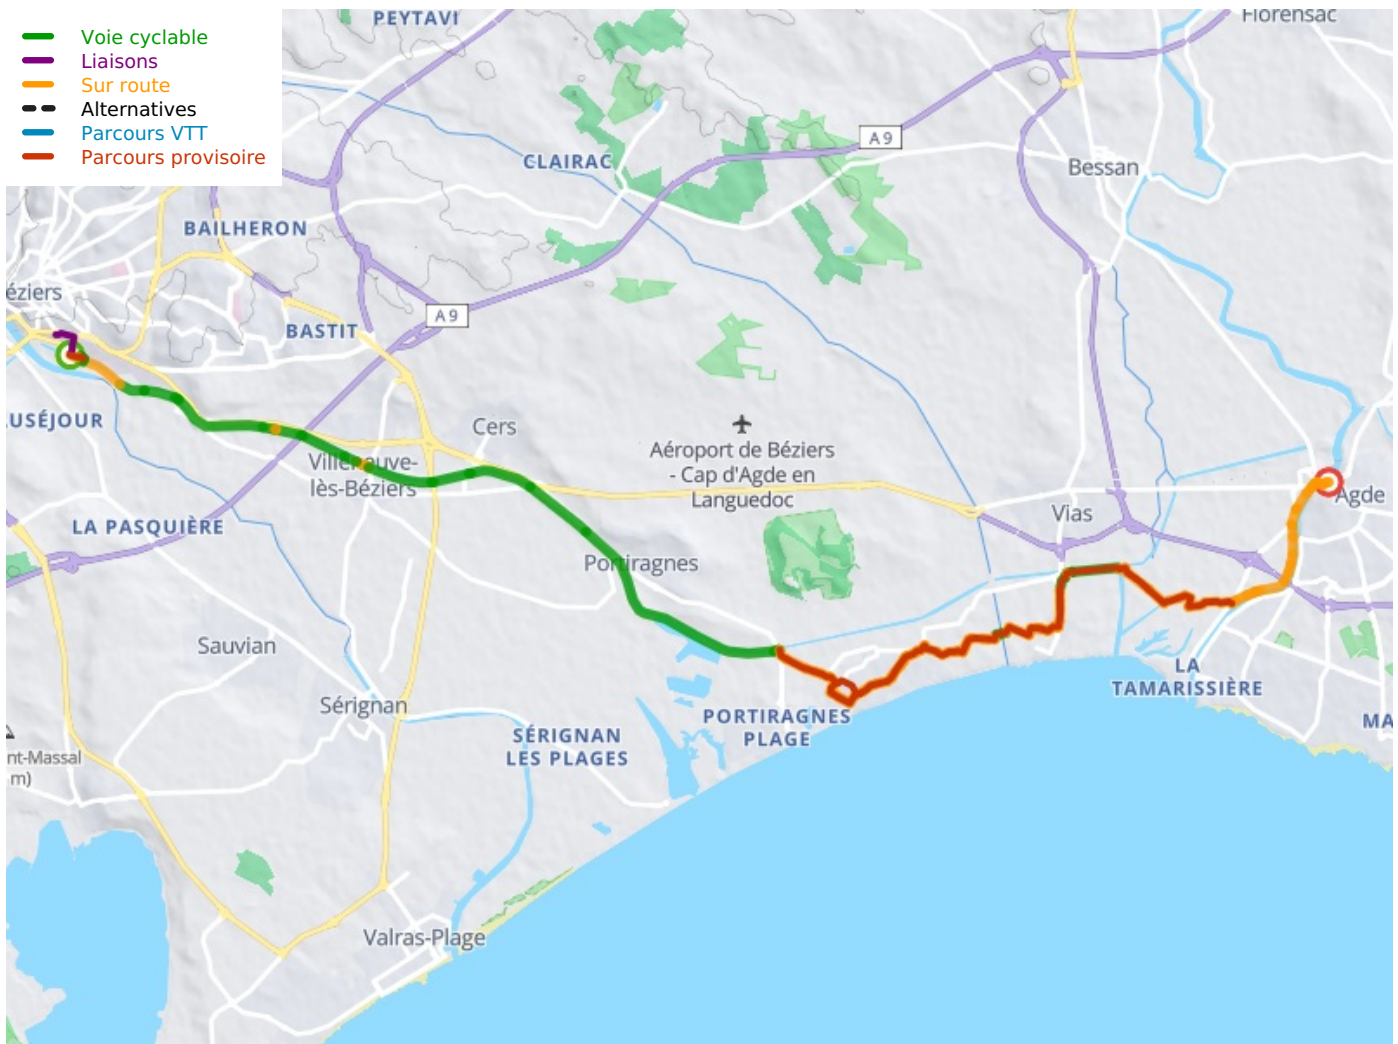 Voie cyclable
Liaisons
Sur route
Alternatives
Parcours VTT
Parcours provisoire
PEYTAVI
Florensac
A 9
CLAIRAC
Bessan
BAILHERON
éziers
A 9
BASTIT
USÉJOUR
Cers
Aéroport de Béziers
- Cap d'Agde en
Languedoc
Villeneuve-
lès-Béziers
Agde
Vias
LA PASQUIÈRE
Portiragnes
Sauvian
LA
TAMARISSIÈRE
Sérignan
PORTIRAGNES
PLAGE
MA
SÉRIGNAN
LES PLAGES
nt-Massal
m)
Valras-Plage